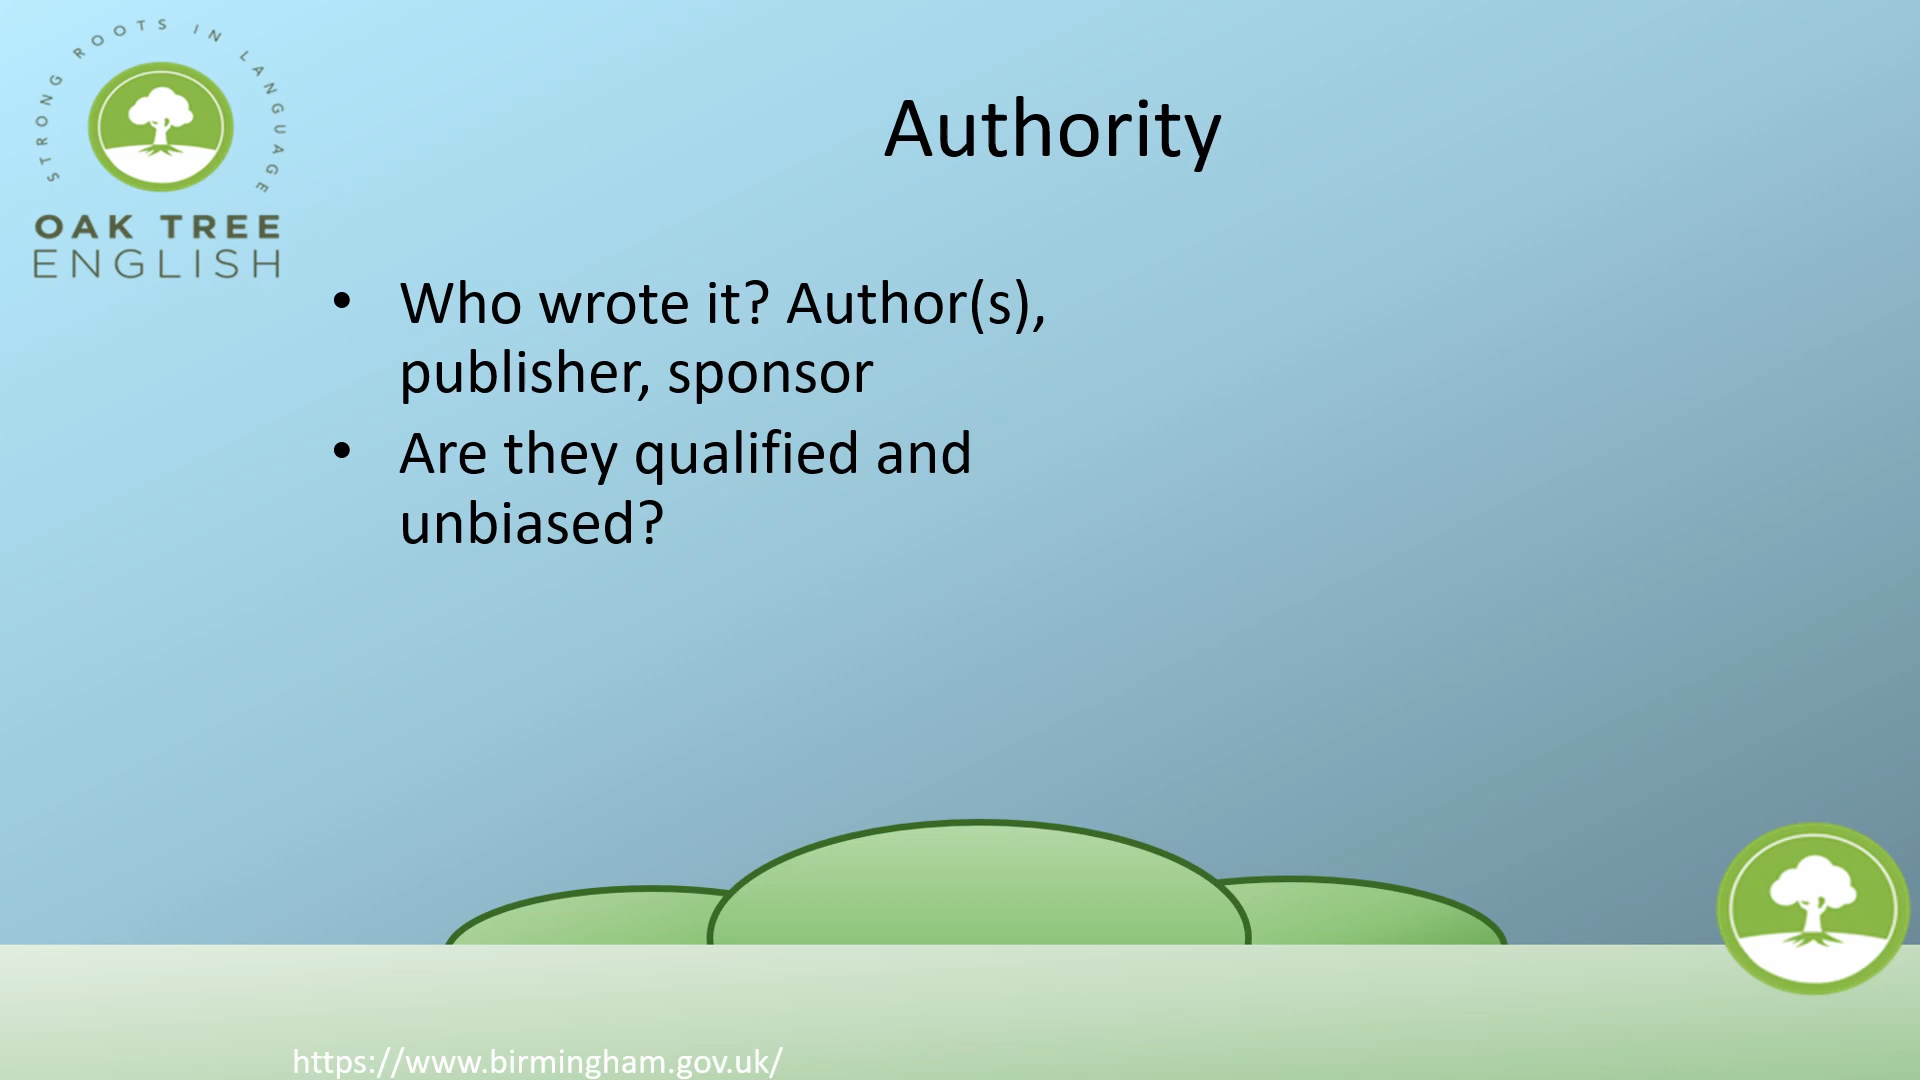 STRONG ROOTS IN LANGUAGE
OAK TREE
ENGLISH
Authority
• Who wrote it? Author(s),
publisher, sponsor
• Are they qualified and
unbiased?
https://www.birmingham.gov.uk/